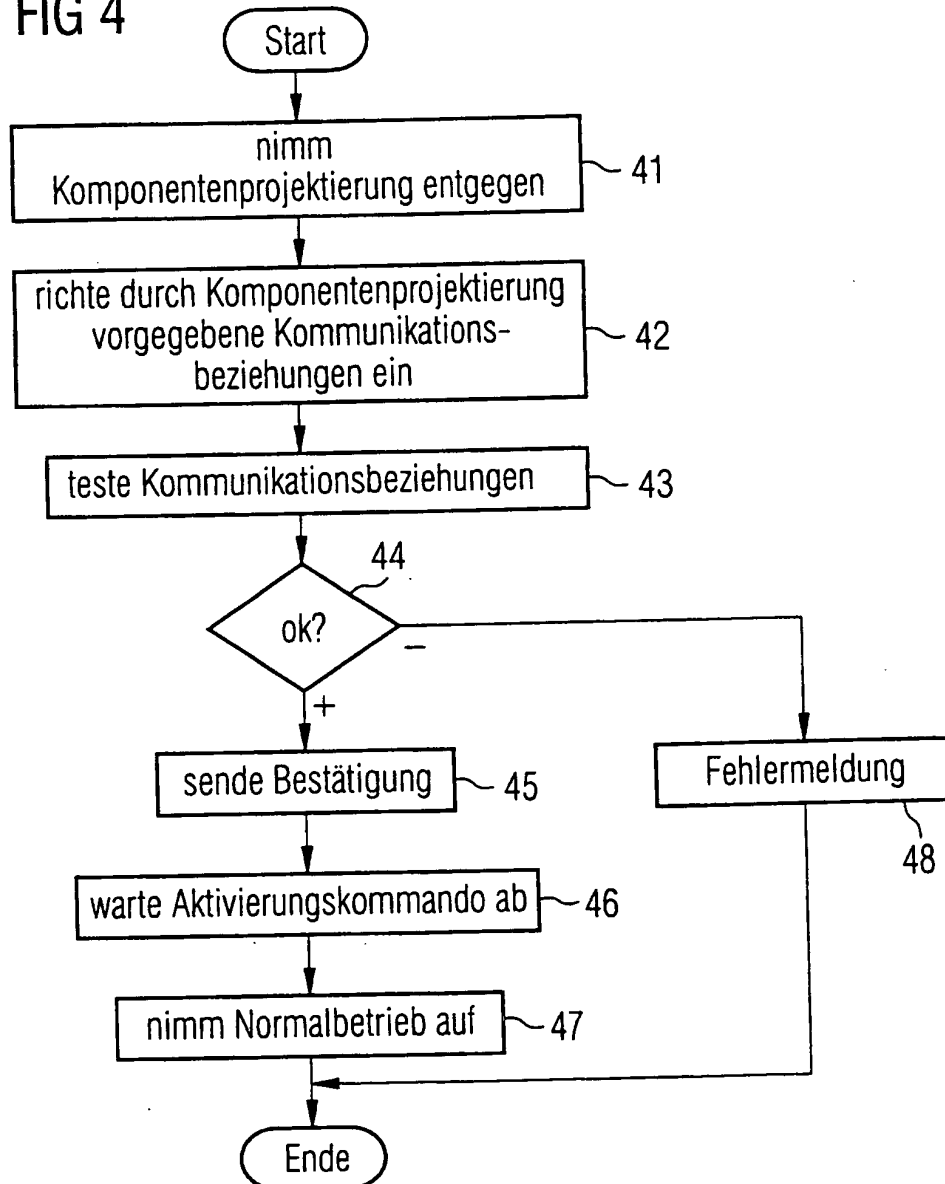 FIG 4
Start
nimm
Komponentenprojektierung entgegen
41
richte durch Komponentenprojektierung
vorgegebene Kommunikations-
beziehungen ein
42
teste Kommunikationsbeziehungen
43
44
ok?
–
+
sende Bestätigung
45
Fehlermeldung
48
warte Aktivierungskommando ab
46
nimm Normalbetrieb auf
47
Ende